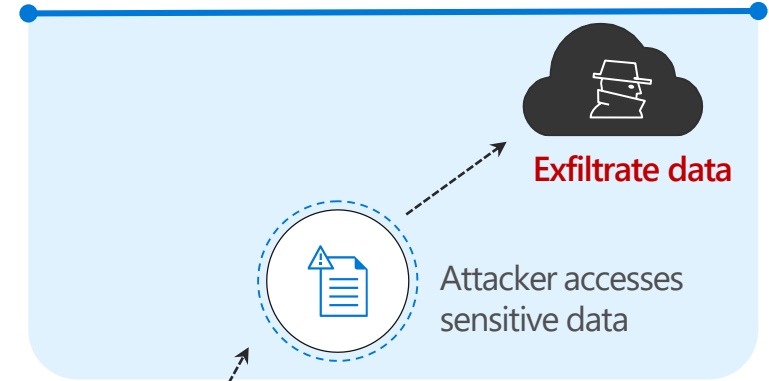 Exfiltrate data
Attacker accesses
sensitive data